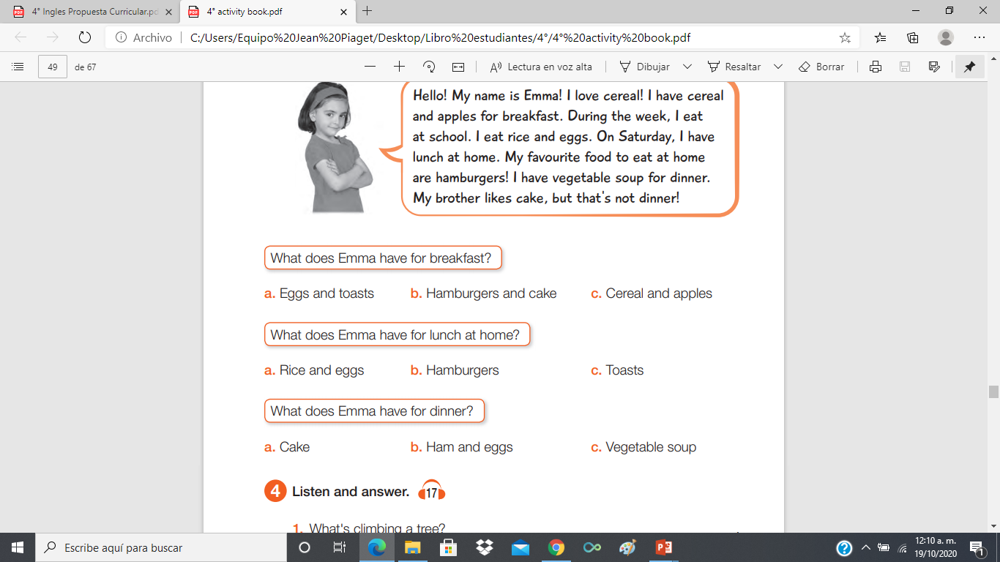 4° Ingles Propuesta Curricular.pd
4° activity book.pdf
Archivo
C:/Users/Equipo%20Jean%20Piaget/Desktop/Libro%20estudiantes/4°/4°%20activity%20book.pdf
49 de 67
Lectura en voz alta
Dibujar
Resaltar
Borrar
Hello! My name is Emma! I love cereal! I have cereal
and apples for breakfast. During the week, I eat
at school. I eat rice and eggs. On Saturday, I have
lunch at home. My favourite food to eat at home
are hamburgers! I have vegetable soup for dinner.
My brother likes cake, but that's not dinner!
What does Emma have for breakfast?
a. Eggs and toasts b. Hamburgers and cake c. Cereal and apples
What does Emma have for lunch at home?
a. Rice and eggs b. Hamburgers c. Toasts
What does Emma have for dinner?
a. Cake b. Ham and eggs c. Vegetable soup
4 Listen and answer. 17
1. What's climbing a tree?
Escribe aquí para buscar
12:10 a. m.
19/10/2020
1